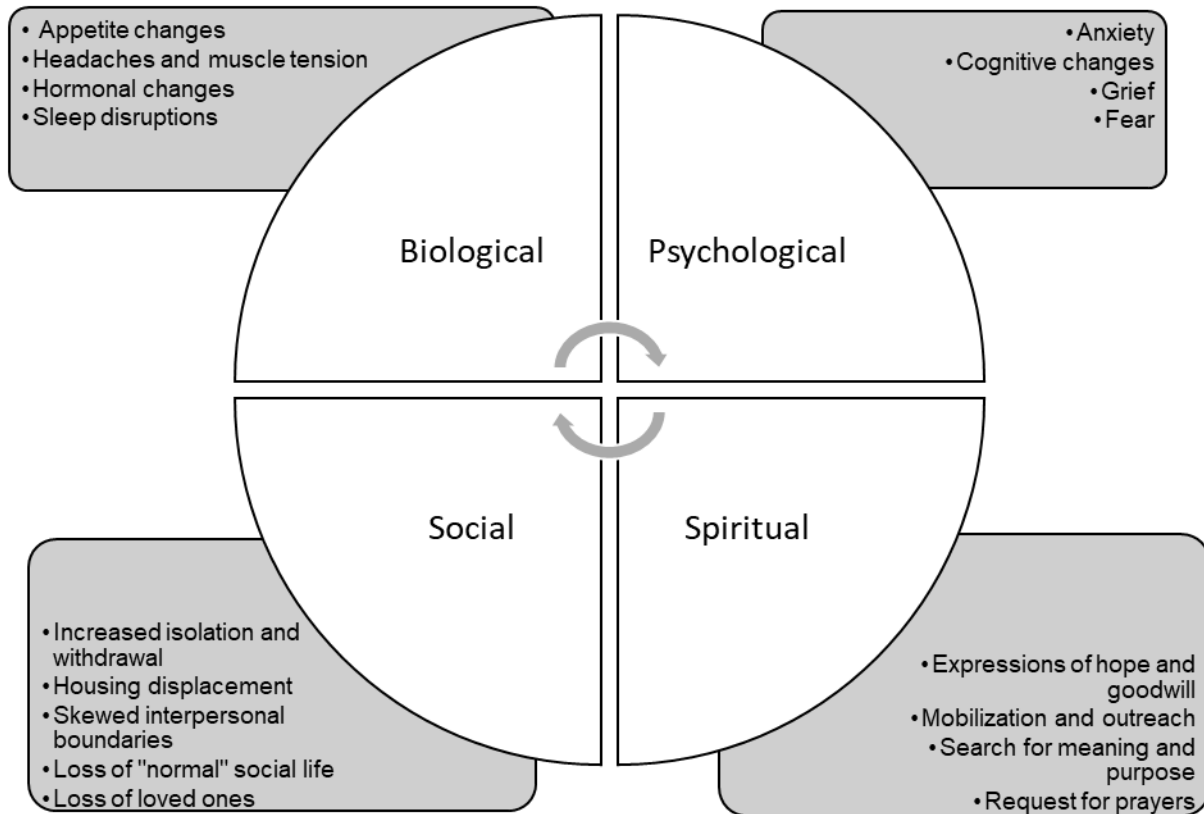 • Appetite changes
•Headaches and muscle tension
•Hormonal changes
•Sleep disruptions
•Anxiety
•Cognitive changes
•Grief
•Fear
Biological
Psychological
Social
Spiritual
•Increased isolation and
withdrawal
•Housing displacement
•Skewed interpersonal
boundaries
•Loss of "normal" social life
•Loss of loved ones
•Expressions of hope and
goodwill
•Mobilization and outreach
•Search for meaning and
purpose
•Request for prayers